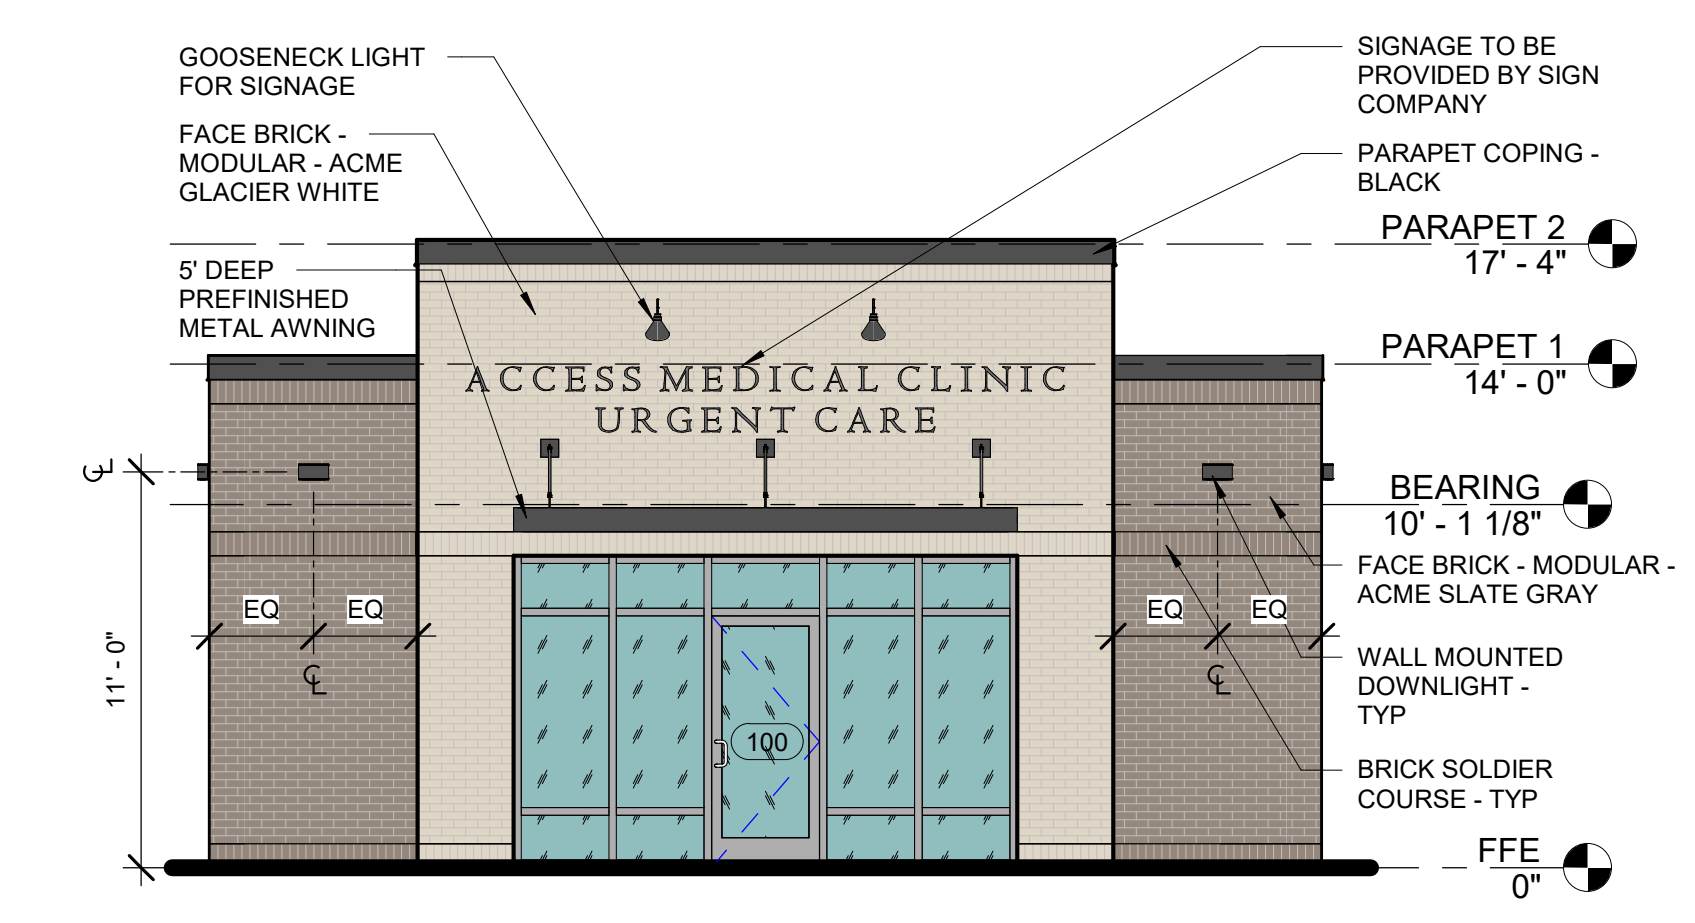 GOOSENECK LIGHT
FOR SIGNAGE
FACE BRICK -
MODULAR - ACME
GLACIER WHITE
5' DEEP
PREFINISHED
METAL AWNING
SIGNAGE TO BE
PROVIDED BY SIGN
COMPANY
PARAPET COPING -
BLACK
PARAPET 2
17' - 4"
PARAPET 1
14' - 0"
ACCESS MEDICAL CLINIC
URGENT CARE
BEARING
10' - 1 1/8"
FACE BRICK - MODULAR -
ACME SLATE GRAY
WALL MOUNTED
DOWNLIGHT -
TYP
BRICK SOLDIER
COURSE - TYP
FFE
0"
CL
11' - 0"
EQ
EQ
CL
100
EQ
EQ
CL